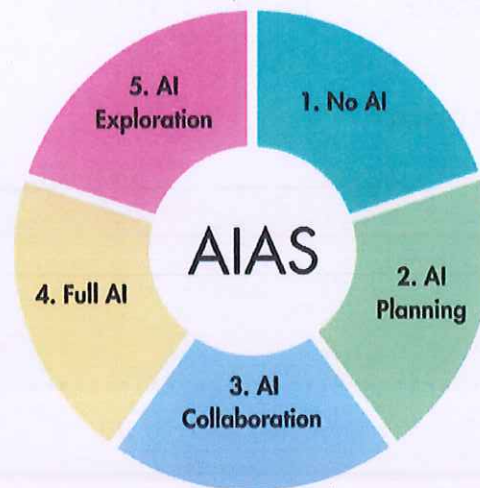 AIAS
1. No AI
2. AI
Planning
3. AI
Collaboration
4. Full AI
5. AI
Exploration